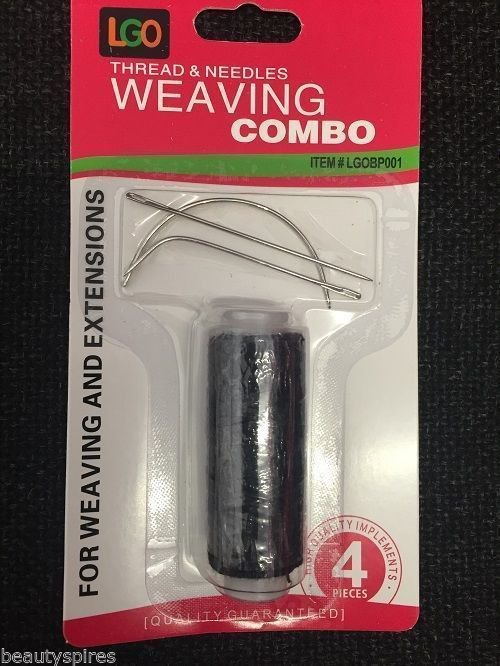 LGO
THREAD & NEEDLES
WEAVING
COMBO
ITEM # LGOBP001
FOR WEAVING AND EXTENSIONS
QUALITY IMPLEMENTS
4
PIECES
[QUALITY GUARANTEED]
beautyspires